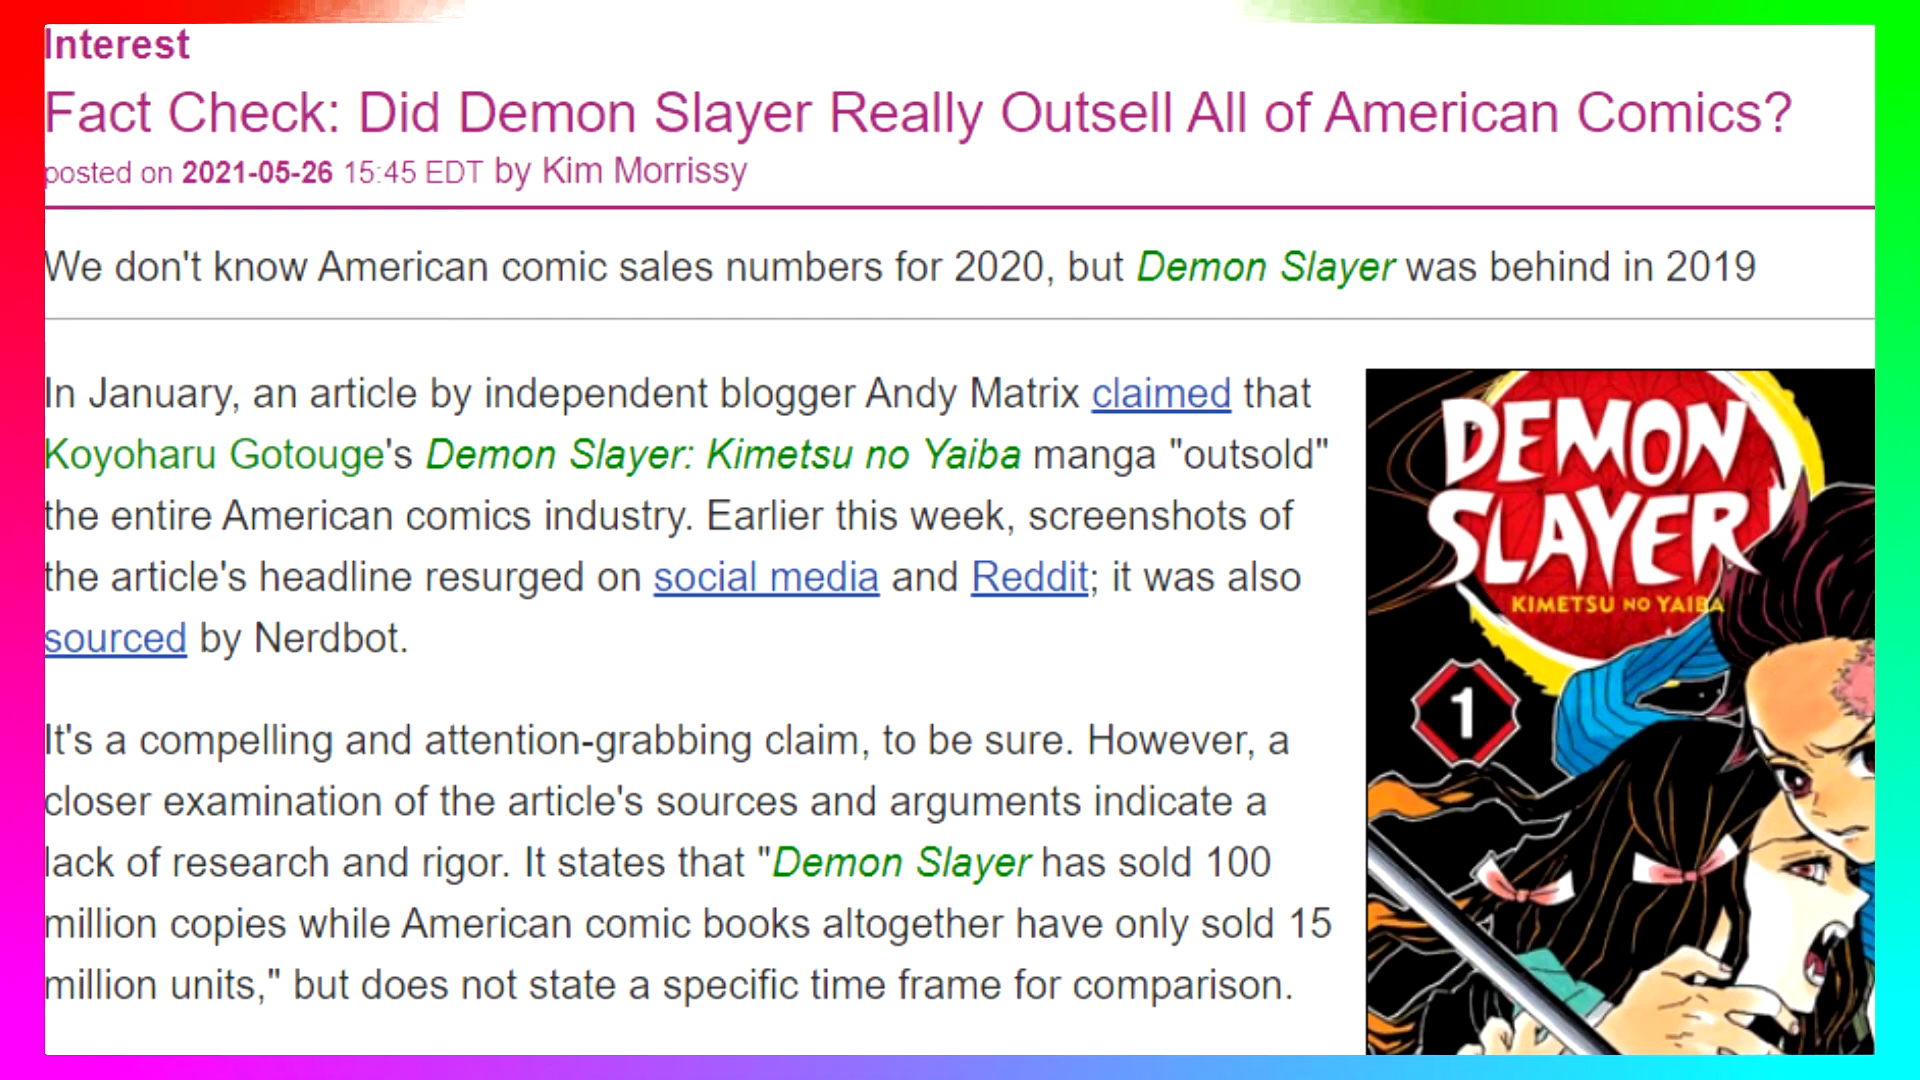 Interest
Fact Check: Did Demon Slayer Really Outsell All of American Comics?
posted on 2021-05-26 15:45 EDT by Kim Morrissy
We don't know American comic sales numbers for 2020, but Demon Slayer was behind in 2019
In January, an article by independent blogger Andy Matrix claimed that
Koyoharu Gotouge's Demon Slayer: Kimetsu no Yaiba manga "outsold"
the entire American comics industry. Earlier this week, screenshots of
the article's headline resurged on social media and Reddit; it was also
sourced by Nerdbot.
It's a compelling and attention-grabbing claim, to be sure. However, a
closer examination of the article's sources and arguments indicate a
lack of research and rigor. It states that "Demon Slayer has sold 100
million copies while American comic books altogether have only sold 15
million units," but does not state a specific time frame for comparison.
DEMON
SLAYER
KIMETSU NO YAIBA
1